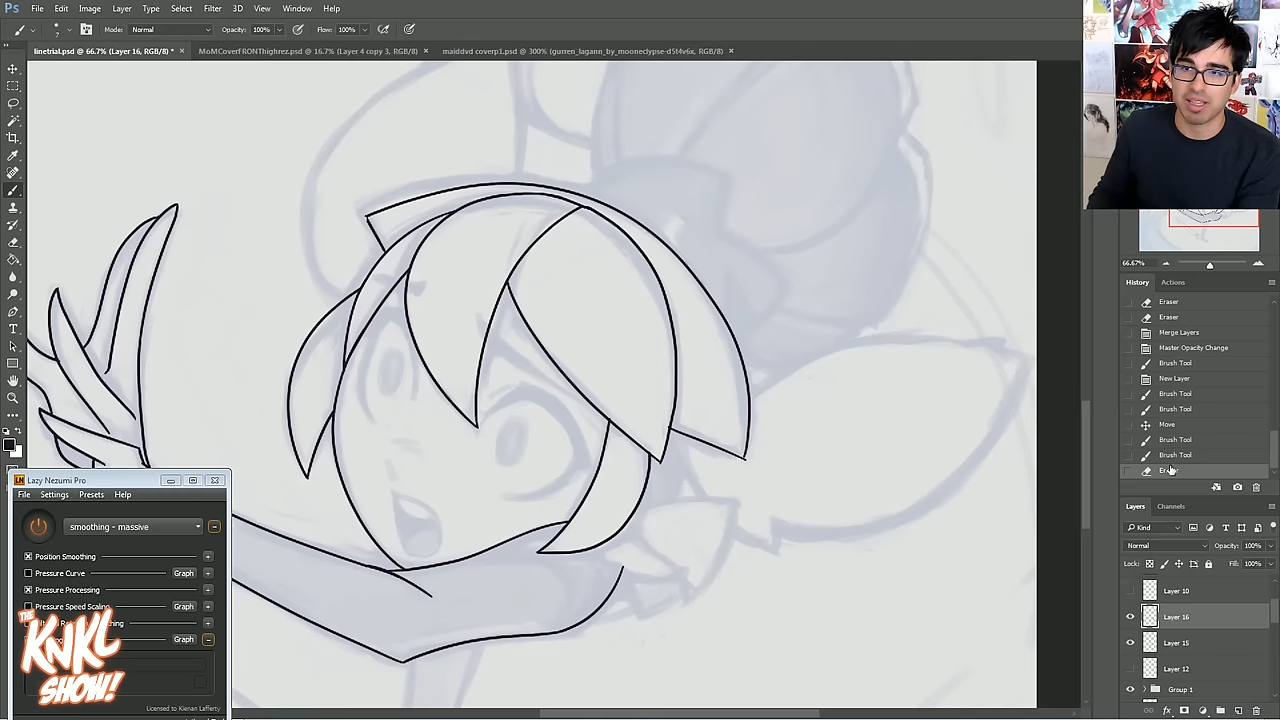 Ps File Edit Image Layer Type Select Filter 3D View Window Help
Mode: Normal Opacity: 100% Flow: 100%
linetrial.psd @ 66.7% (Layer 16, RGB/8) * × MoMCoverFRONThighrez.psd @ 16.7% (Layer 4 copy 3, RGB/8) × maiddvd coverp1.psd @ 300% (gurren_lagann_by_mooneclypse-d5t4v6x, RGB/8) ×
66.67%
History Actions
Eraser
Eraser
Merge Layers
Master Opacity Change
Brush Tool
New Layer
Brush Tool
Brush Tool
Move
Brush Tool
Brush Tool
Layers Channels
Kind
Normal Opacity: 100%
Lock: Fill: 100%
Layer 10
Layer 16
Layer 15
Layer 12
Group 1
Lazy Nezumi Pro
File Settings Presets Help
smoothing - massive
Position Smoothing
Pressure Curve Graph
Pressure Processing
Pressure Speed Scaling Graph
Graph
Licensed to Kienan Lafferty
THE
KNKL
SHOW!